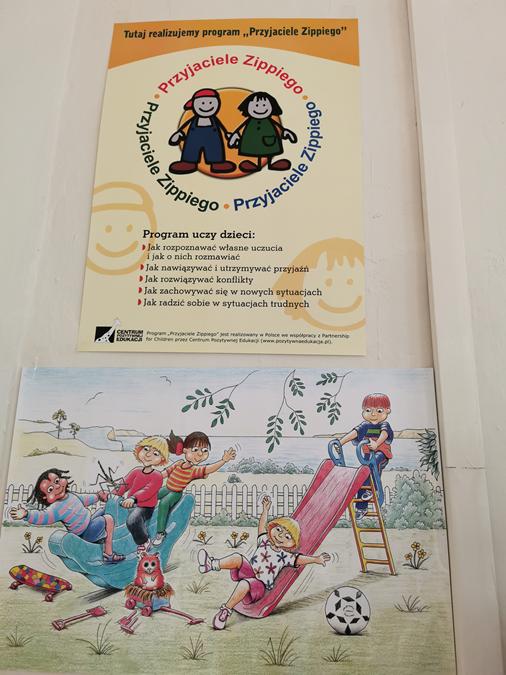 Tutaj realizujemy program „Przyjaciele Zippiego”
• Przyjaciele Zippiego
• Przyjaciele Zippiego
• Przyjaciele Zippiego
Program uczy dzieci:
Jak rozpoznawać własne uczucia
i jak o nich rozmawiać
Jak nawiązywać i utrzymywać przyjaźń
Jak rozwiązywać konflikty
Jak zachowywać się w nowych sytuacjach
Jak radzić sobie w sytuacjach trudnych
CENTRUM
POZYTYWNEJ
EDUKACJI
Program „Przyjaciele Zippiego” jest realizowany w Polsce we współpracy z Partnership
for Children przez Centrum Pozytywnej Edukacji (www.pozytywnaedukacja.pl).